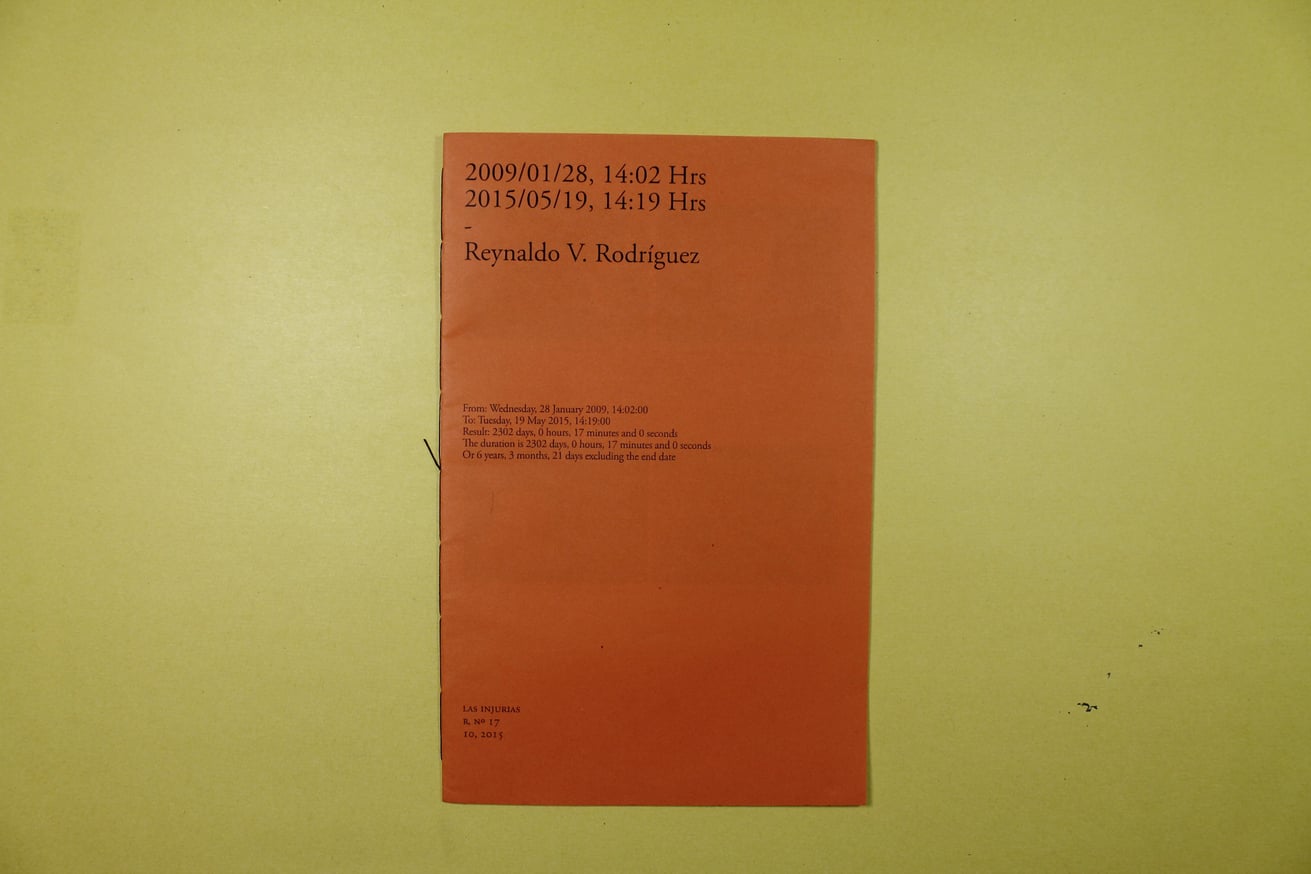 2009/01/28, 14:02 Hrs
2015/05/19, 14:19 Hrs
-
Reynaldo V. Rodríguez
From: Wednesday, 28 January 2009, 14:02:00
To: Tuesday, 19 May 2015, 14:19:00
Result: 2302 days, 0 hours, 17 minutes and 0 seconds
The duration is 2302 days, 0 hours, 17 minutes and 0 seconds
Or 6 years, 3 months, 21 days excluding the end date
LAS INJURIAS
R. Nº 17
10, 2015